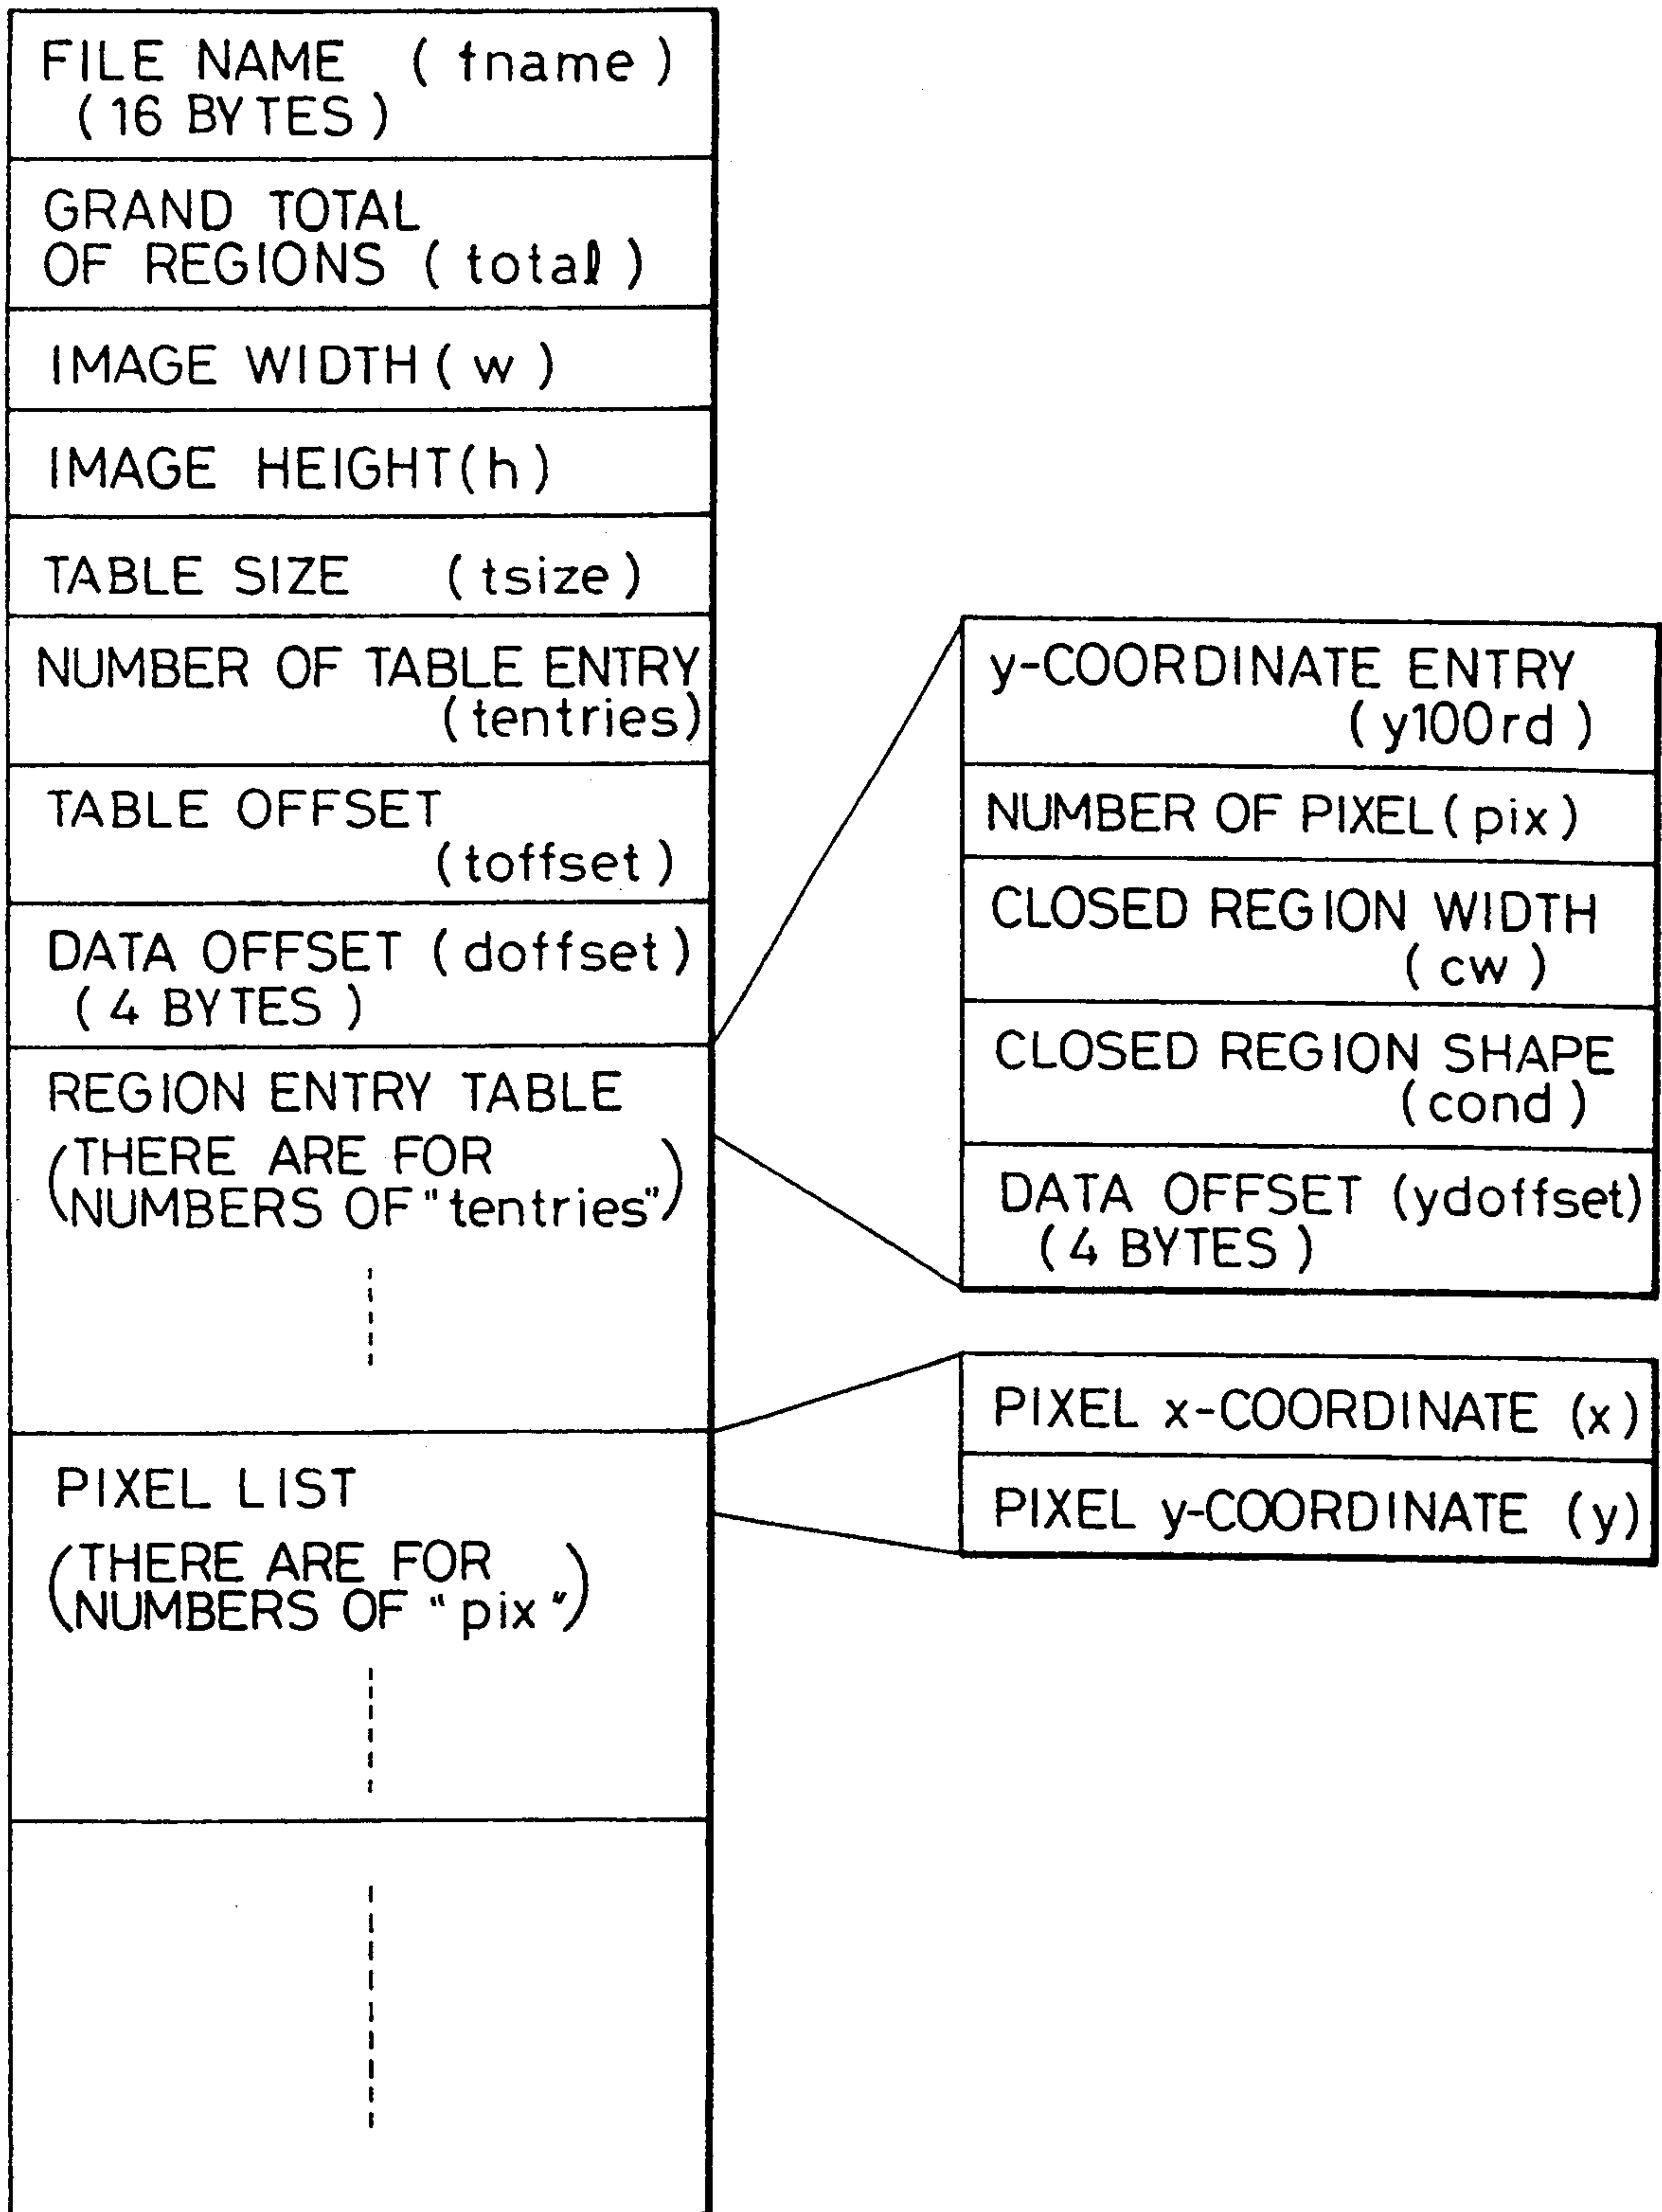 FILE NAME ( fname )
( 16 BYTES )
GRAND TOTAL
OF REGIONS ( total )
IMAGE WIDTH ( w )
IMAGE HEIGHT ( h )
TABLE SIZE ( tsize )
NUMBER OF TABLE ENTRY
( tentries )
TABLE OFFSET
( toffset )
DATA OFFSET ( doffset )
( 4 BYTES )
REGION ENTRY TABLE
(THERE ARE FOR
NUMBERS OF "tentries")
PIXEL LIST
(THERE ARE FOR
NUMBERS OF "pix")
y-COORDINATE ENTRY
( y100rd )
NUMBER OF PIXEL ( pix )
CLOSED REGION WIDTH
( cw )
CLOSED REGION SHAPE
( cond )
DATA OFFSET (ydoffset)
( 4 BYTES )
PIXEL x-COORDINATE (x)
PIXEL y-COORDINATE (y)